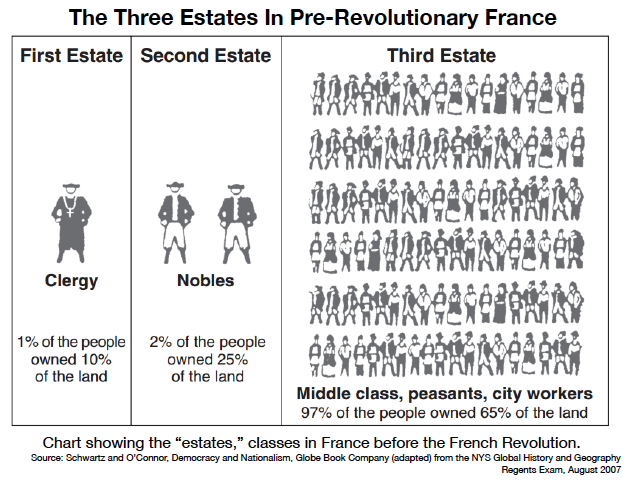 The Three Estates In Pre-Revolutionary France
First Estate
Clergy
1% of the people
owned 10%
of the land
Second Estate
Nobles
2% of the people
owned 25%
of the land
Third Estate
Middle class, peasants, city workers
97% of the people owned 65% of the land
Chart showing the “estates,” classes in France before the French Revolution.
Source: Schwartz and O'Connor, Democracy and Nationalism, Globe Book Company (adapted) from the NYS Global History and Geography
Regents Exam, August 2007